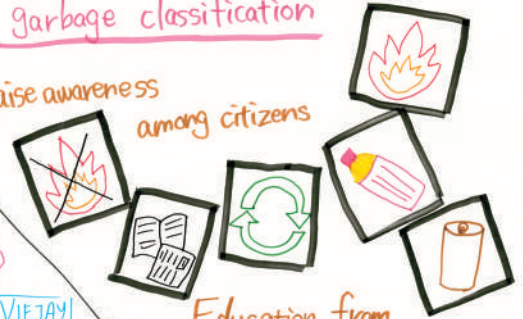 garbage classification
aise awareness
among citizens
VIEJAY
Education from